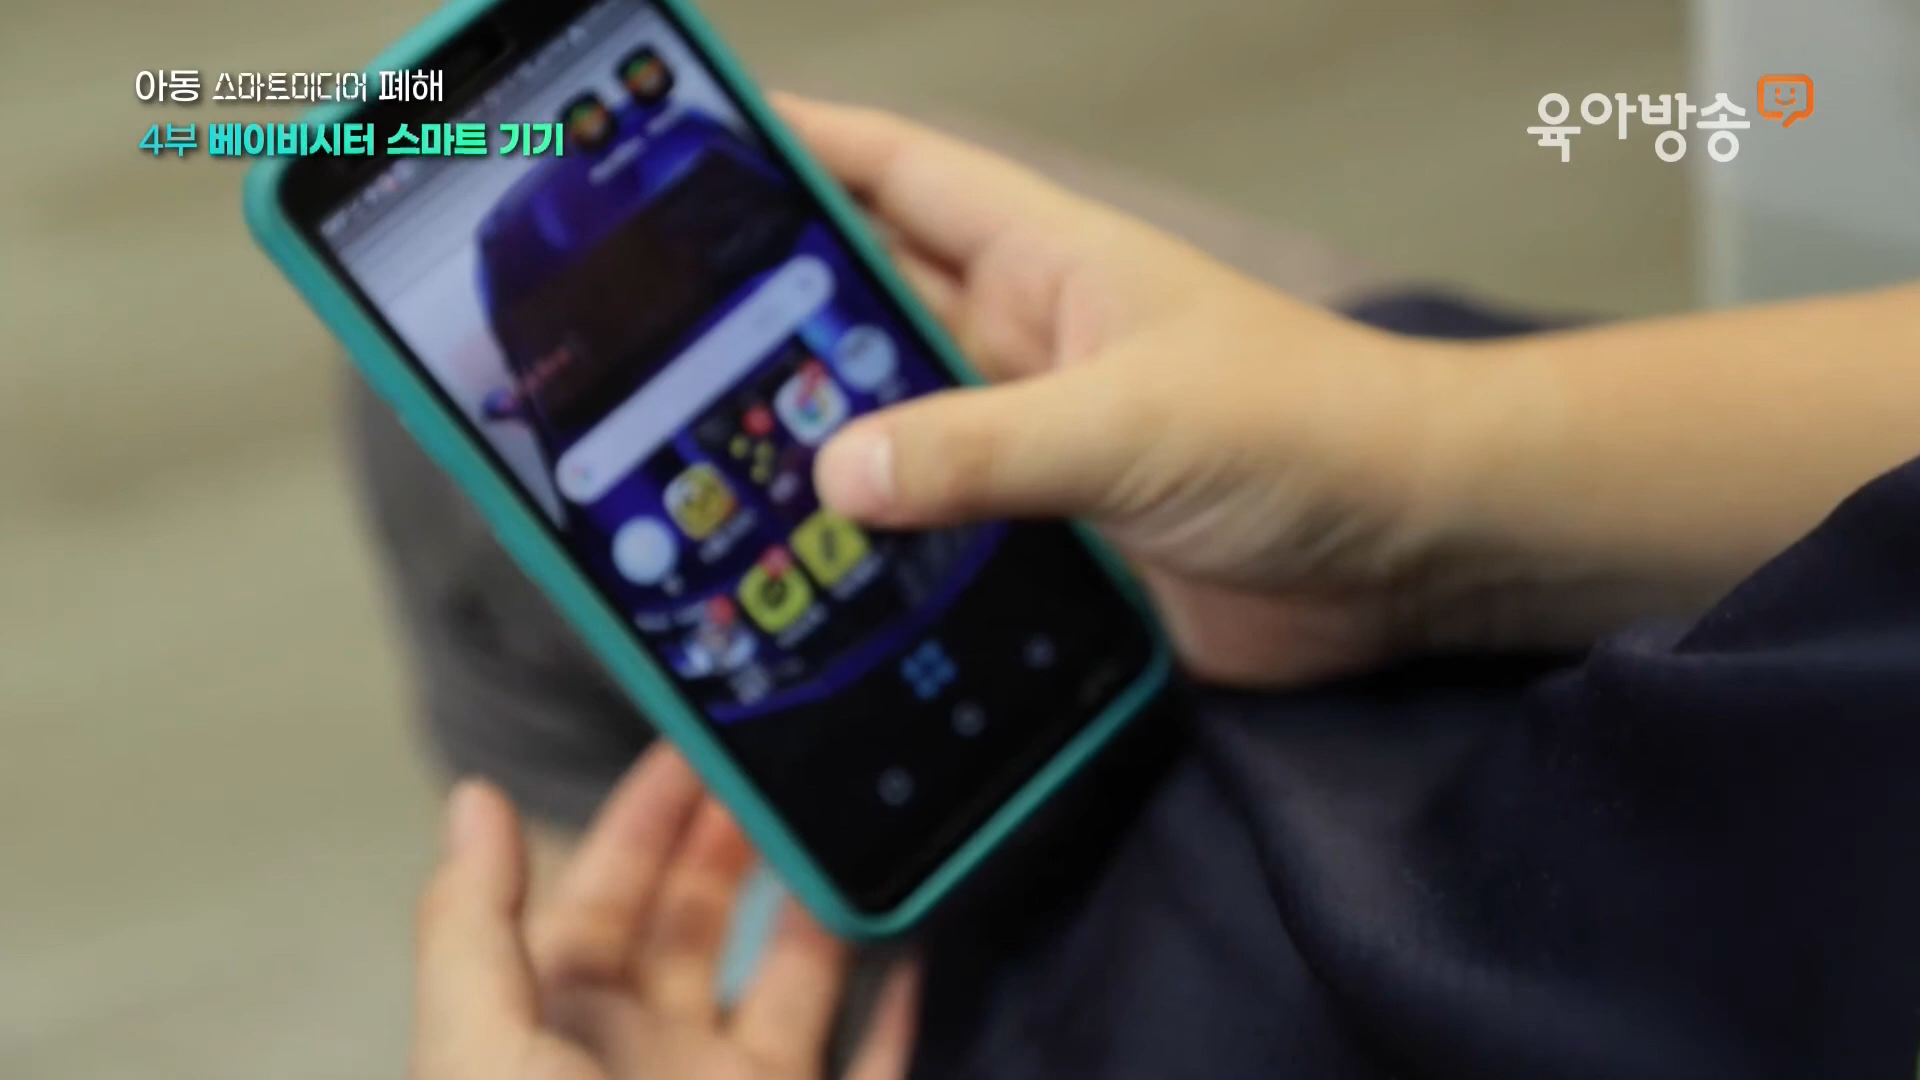 아동 스마트미디어 폐해
4부 베이비시터 스마트 기기
육아방송